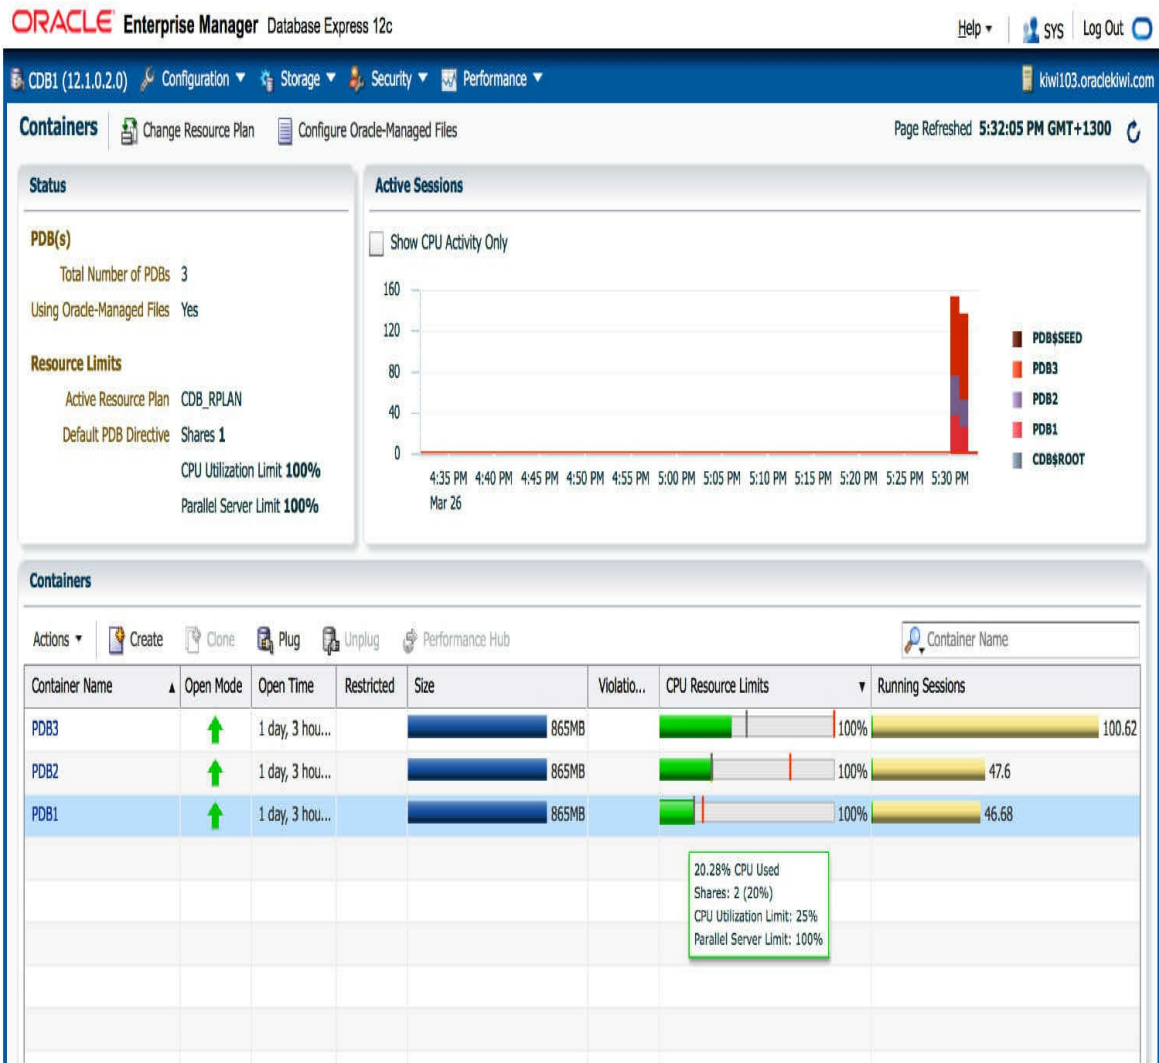 ORACLE Enterprise Manager Database Express 12c
Help SYS Log Out
CDB1 (12.1.0.2.0) Configuration Storage Security Performance kiwi103.oraclekiwi.com
Containers Change Resource Plan Configure Oracle-Managed Files Page Refreshed 5:32:05 PM GMT+1300
Status
PDB(s)
Total Number of PDBs 3
Using Oracle-Managed Files Yes
Resource Limits
Active Resource Plan CDB_RPLAN
Default PDB Directive Shares 1
CPU Utilization Limit 100%
Parallel Server Limit 100%
Active Sessions
Show CPU Activity Only
160
120
80
40
0
4:35 PM 4:40 PM 4:45 PM 4:50 PM 4:55 PM 5:00 PM 5:05 PM 5:10 PM 5:15 PM 5:20 PM 5:25 PM 5:30 PM
Mar 26
PDB$SEED
PDB3
PDB2
PDB1
CDB$ROOT
Containers
Actions Create Clone Plug Unplug Performance Hub Container Name
Container Name Open Mode Open Time Restricted Size Violatio... CPU Resource Limits Running Sessions
PDB3 1 day, 3 hou... 865MB 100% 100.62
PDB2 1 day, 3 hou... 865MB 100% 47.6
PDB1 1 day, 3 hou... 865MB 100% 46.68
20.28% CPU Used
Shares: 2 (20%)
CPU Utilization Limit: 25%
Parallel Server Limit: 100%